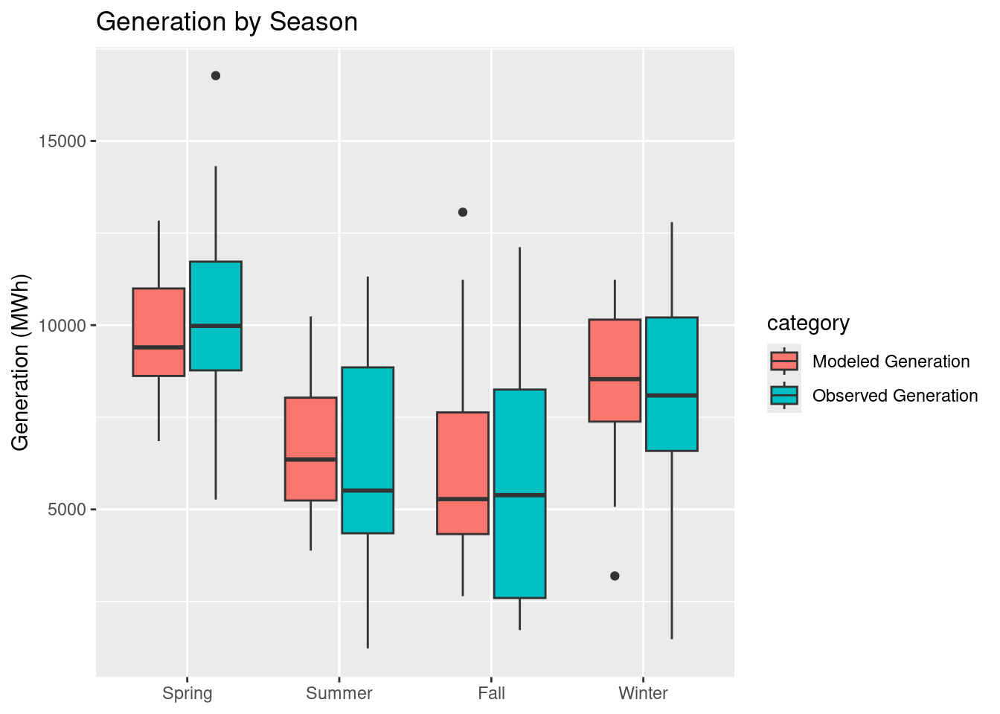 Generation by Season
Generation (MWh)
15000
10000
5000
Spring
Summer
Fall
Winter
category
Modeled Generation
Observed Generation